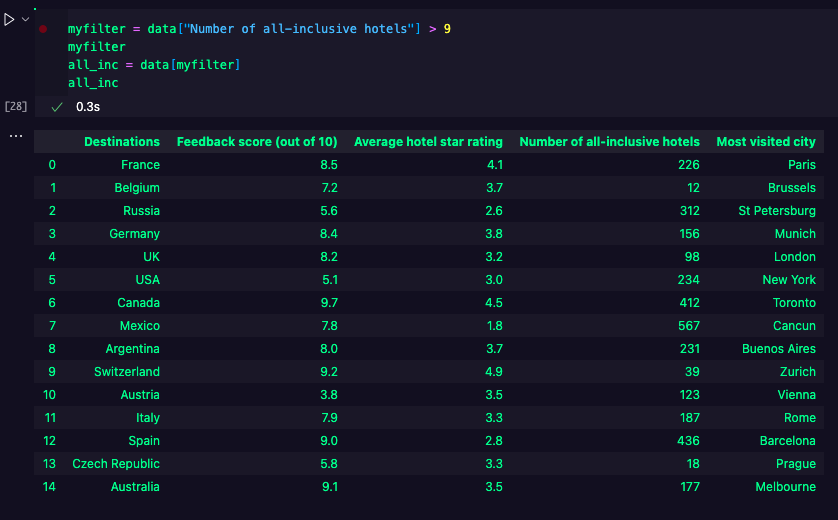 myfilter = data["Number of all-inclusive hotels"] > 9
myfilter
all_inc = data[myfilter]
all_inc
[28] ✓ 0.3s
...
Destinations Feedback score (out of 10) Average hotel star rating Number of all-inclusive hotels Most visited city
0 France 8.5 4.1 226 Paris
1 Belgium 7.2 3.7 12 Brussels
2 Russia 5.6 2.6 312 St Petersburg
3 Germany 8.4 3.8 156 Munich
4 UK 8.2 3.2 98 London
5 USA 5.1 3.0 234 New York
6 Canada 9.7 4.5 412 Toronto
7 Mexico 7.8 1.8 567 Cancun
8 Argentina 8.0 3.7 231 Buenos Aires
9 Switzerland 9.2 4.9 39 Zurich
10 Austria 3.8 3.5 123 Vienna
11 Italy 7.9 3.3 187 Rome
12 Spain 9.0 2.8 436 Barcelona
13 Czech Republic 5.8 3.3 18 Prague
14 Australia 9.1 3.5 177 Melbourne